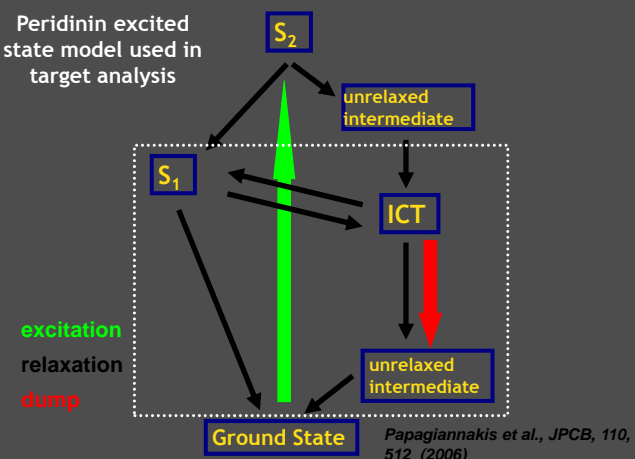 Peridinin excited
state model used in
target analysis
S₂
unrelaxed
intermediate
S₁
ICT
excitation
relaxation
dump
unrelaxed
intermediate
Ground State
Papagiannakis et al., JPCB, 110,
512 (2006)